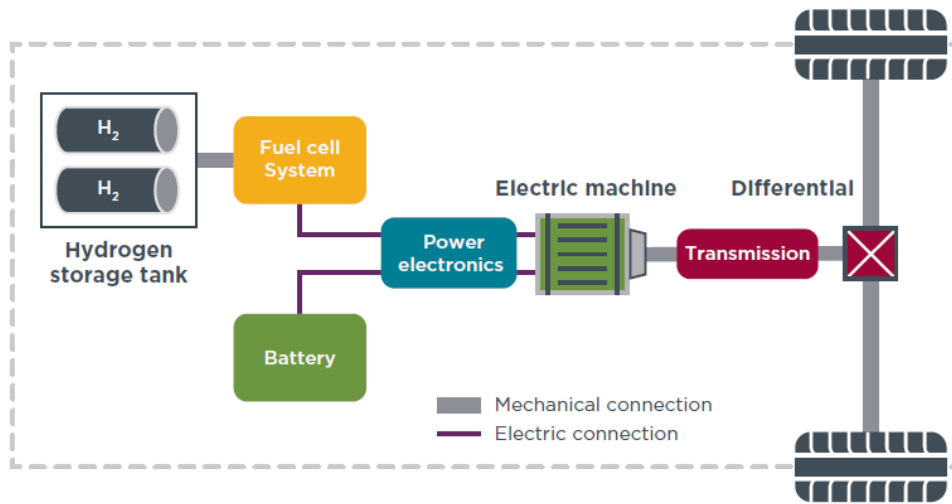 H₂
H₂
Hydrogen
storage tank
Fuel cell
System
Battery
Power
electronics
Electric machine
Transmission
Differential
Mechanical connection
Electric connection